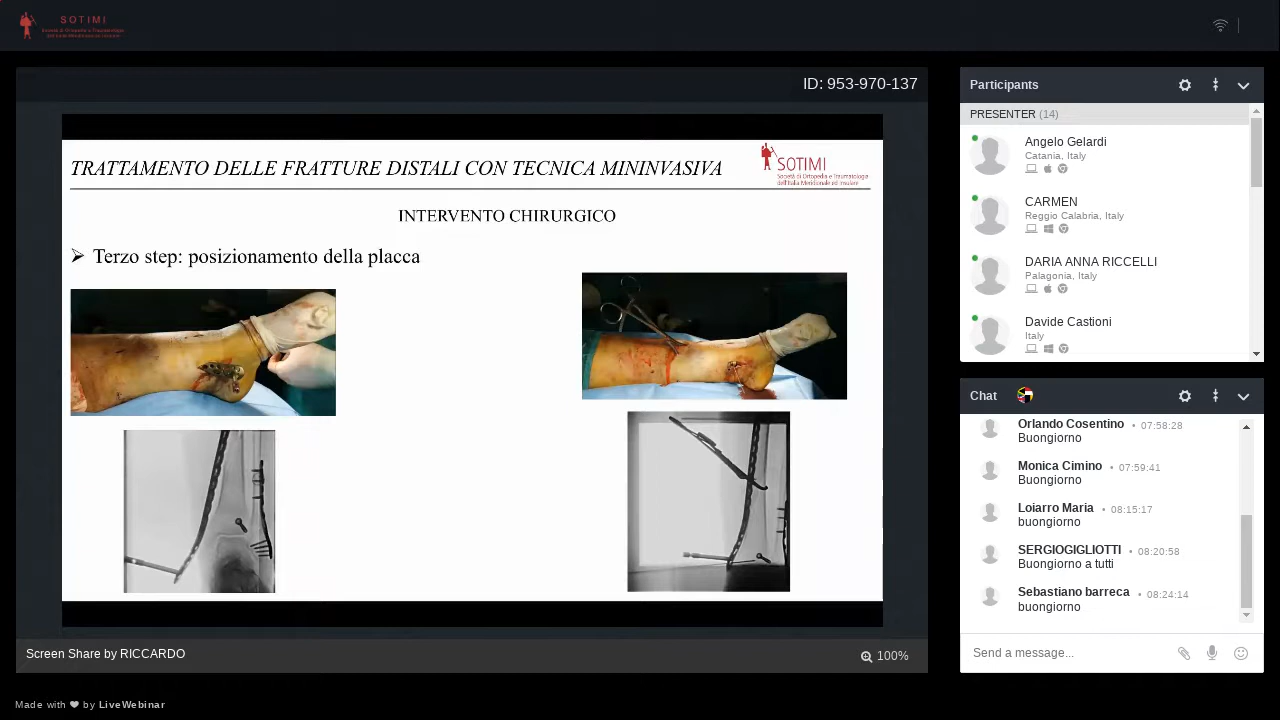 SOTIMI
Società di Ortopedia e Traumatologia
dell'Italia Meridionale ed Insulare
ID: 953-970-137
TRATTAMENTO DELLE FRATTURE DISTALI CON TECNICA MININVASIVA
SOTIMI
Società di Ortopedia e Traumatologia
dell'Italia Meridionale ed Insulare
INTERVENTO CHIRURGICO
Terzo step: posizionamento della placca
Screen Share by RICCARDO
100%
Participants
PRESENTER (14)
Angelo Gelardi
Catania, Italy
CARMEN
Reggio Calabria, Italy
DARIA ANNA RICCELLI
Palagonia, Italy
Davide Castioni
Italy
Chat
Orlando Cosentino • 07:58:28
Buongiorno
Monica Cimino • 07:59:41
Buongiorno
Loiarro Maria • 08:15:17
buongiorno
SERGIOGIGLIOTTI • 08:20:58
Buongiorno a tutti
Sebastiano barreca • 08:24:14
buongiorno
Send a message...
Made with ❤ by LiveWebinar